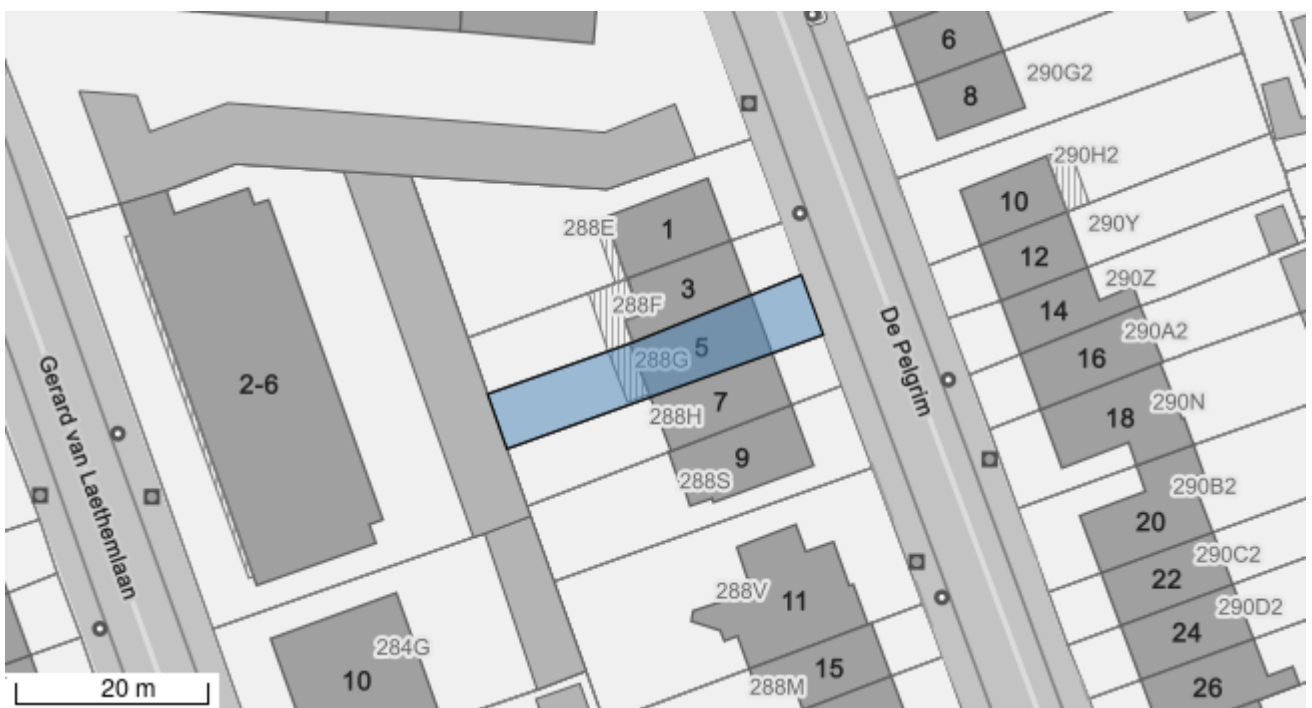 6
8
290G2
290H2
10
290Y
1
288E
12
290Z
3
288F
14
290A2
De Pelgrim
5
288G
16
290N
2-6
Gerard van Laethemlaan
7
288H
18
9
288S
290B2
20
290C2
22
290D2
288V
11
24
284G
10
15
288M
26
20 m